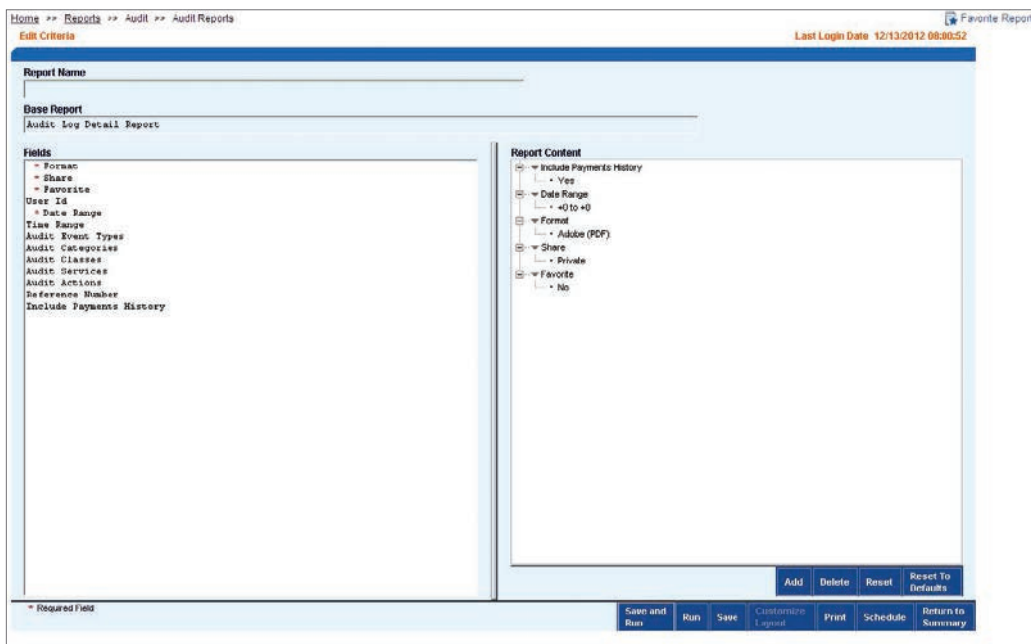 Home >> Reports >> Audit >> Audit Reports
Favorite Report
Edit Criteria
Last Login Date 12/13/2012 08:00:52
Report Name
Base Report
Audit Log Detail Report
Fields
* Format
* Share
* Favorite
User Id
* Date Range
Time Range
Audit Event Types
Audit Categories
Audit Classes
Audit Services
Audit Actions
Reference Number
Include Payments History
Report Content
Include Payments History
• Yes
Date Range
• +0 to +0
Format
• Adobe (PDF)
Share
• Private
Favorite
• No
Add
Delete
Reset
Reset To Defaults
* Required Field
Save and Run
Run
Save
Customize Layout
Print
Schedule
Return to Summary